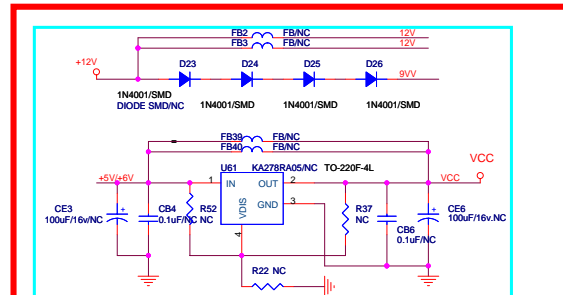 FB2 FB/NC 12V
FB3 FB/NC 12V
+12V D23 D24 D25 D26 9VV
1N4001/SMD 1N4001/SMD 1N4001/SMD 1N4001/SMD
DIODE SMD/NC
FB39 FB/NC
FB40 FB/NC
U61 KA278RA05/NC TO-220F-4L VCC
+5V/+6V 1 IN OUT 2 VCC
CE3 CB4 R52 VDIS GND 3 R37 CE6
100uF/16v/NC 0.1uF/NC NC NC 100uF/16v.NC
4 CB6
0.1uF/NC
R22 NC